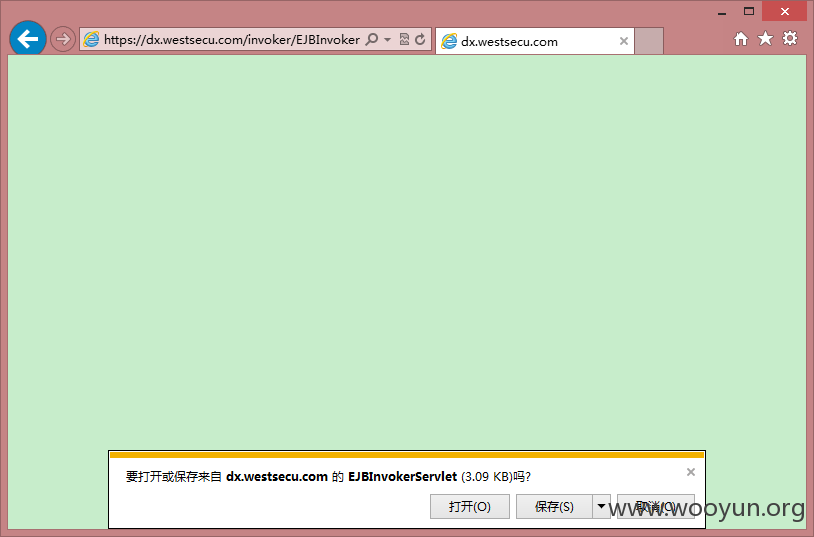 https://dx.westsecu.com/invoker/EJBInvoker
dx.westsecu.com
要打开或保存来自 dx.westsecu.com 的 EJBInvokerServlet (3.09 KB)吗?
打开(O)
保存(S)
取消(C)
www.wooyun.org